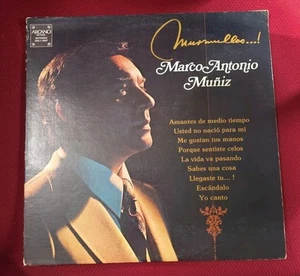 ARCANO
Murmullos...!
Marco Antonio
Muñiz
Amantes de medio tiempo
Usted no nació para mí
Me gustan tus manos
Porque sentiste celos
La vida va pasando
Sabes una cosa
Llegaste tu...!
Escándalo
Yo canto